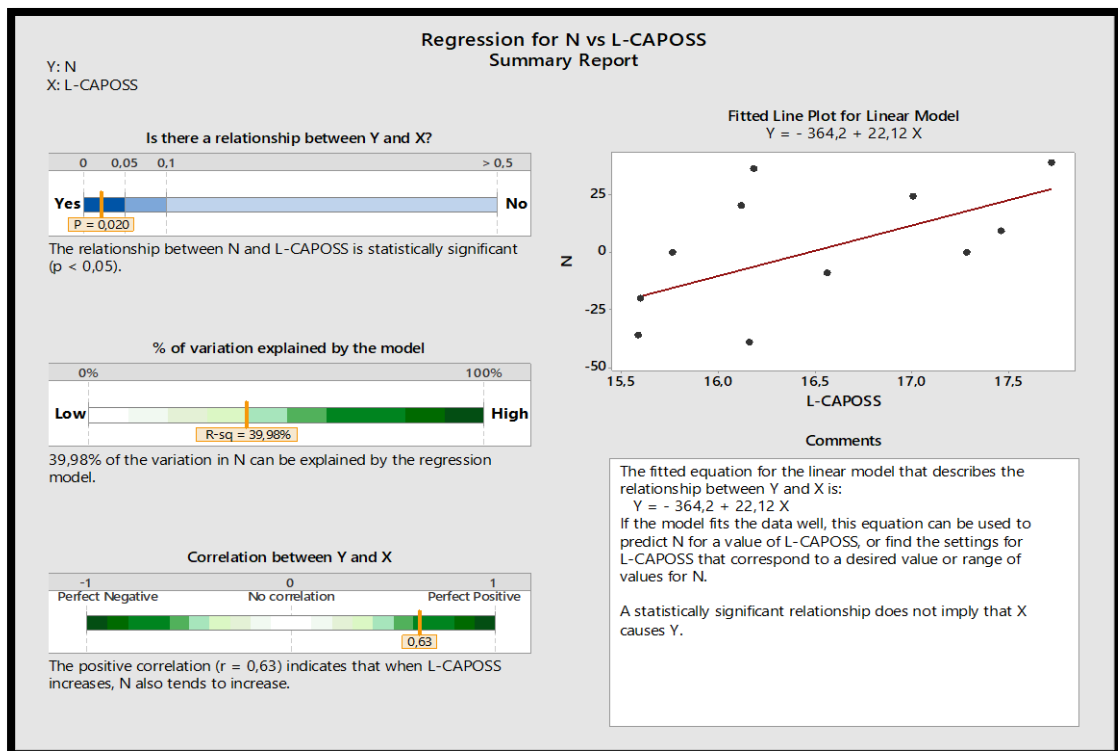 Regression for N vs L-CAPOSS
Summary Report
Y: N
X: L-CAPOSS
Is there a relationship between Y and X?
0 0,05 0,1 > 0,5
Yes No
P = 0,020
The relationship between N and L-CAPOSS is statistically significant
(p < 0,05).
% of variation explained by the model
0% 100%
Low High
R-sq = 39,98%
39,98% of the variation in N can be explained by the regression
model.
Correlation between Y and X
-1 0 1
Perfect Negative No correlation Perfect Positive
0,63
The positive correlation (r = 0,63) indicates that when L-CAPOSS
increases, N also tends to increase.
Fitted Line Plot for Linear Model
Y = - 364,2 + 22,12 X
25
0
-25
-50
N
15,5 16,0 16,5 17,0 17,5
L-CAPOSS
Comments
The fitted equation for the linear model that describes the
relationship between Y and X is:
Y = - 364,2 + 22,12 X
If the model fits the data well, this equation can be used to
predict N for a value of L-CAPOSS, or find the settings for
L-CAPOSS that correspond to a desired value or range of
values for N.
A statistically significant relationship does not imply that X
causes Y.